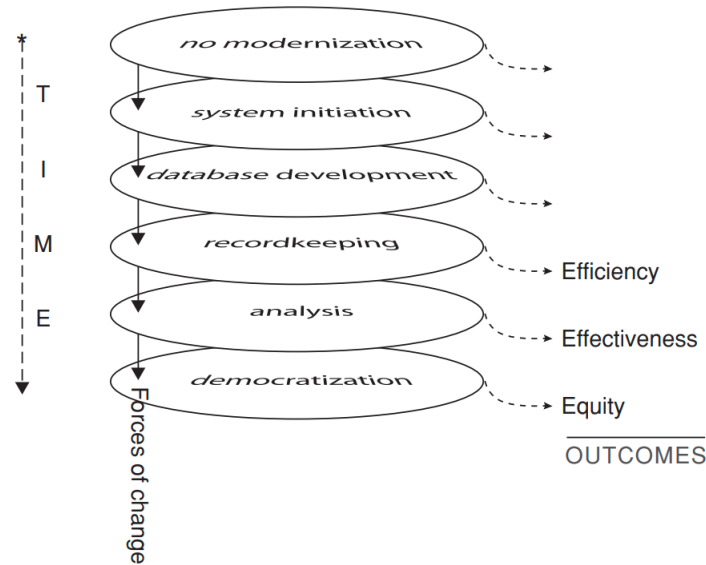 *
no modernization
T
system initiation
I
database development
M
recordkeeping
Efficiency
E
analysis
Effectiveness
democratization
Equity
OUTCOMES
Forces of change